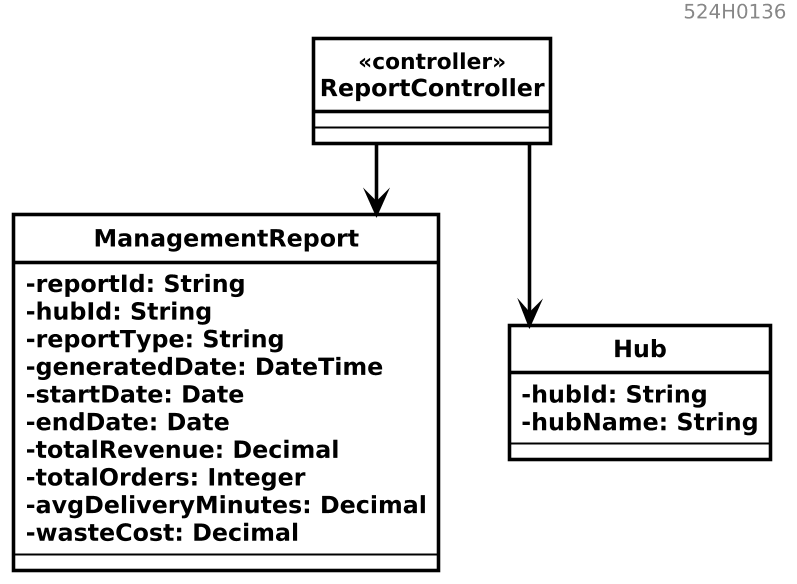 524H0136
«controller»
ReportController
ManagementReport
-reportId: String
-hubId: String
-reportType: String
-generatedDate: DateTime
-startDate: Date
-endDate: Date
-totalRevenue: Decimal
-totalOrders: Integer
-avgDeliveryMinutes: Decimal
-wasteCost: Decimal
Hub
-hubId: String
-hubName: String